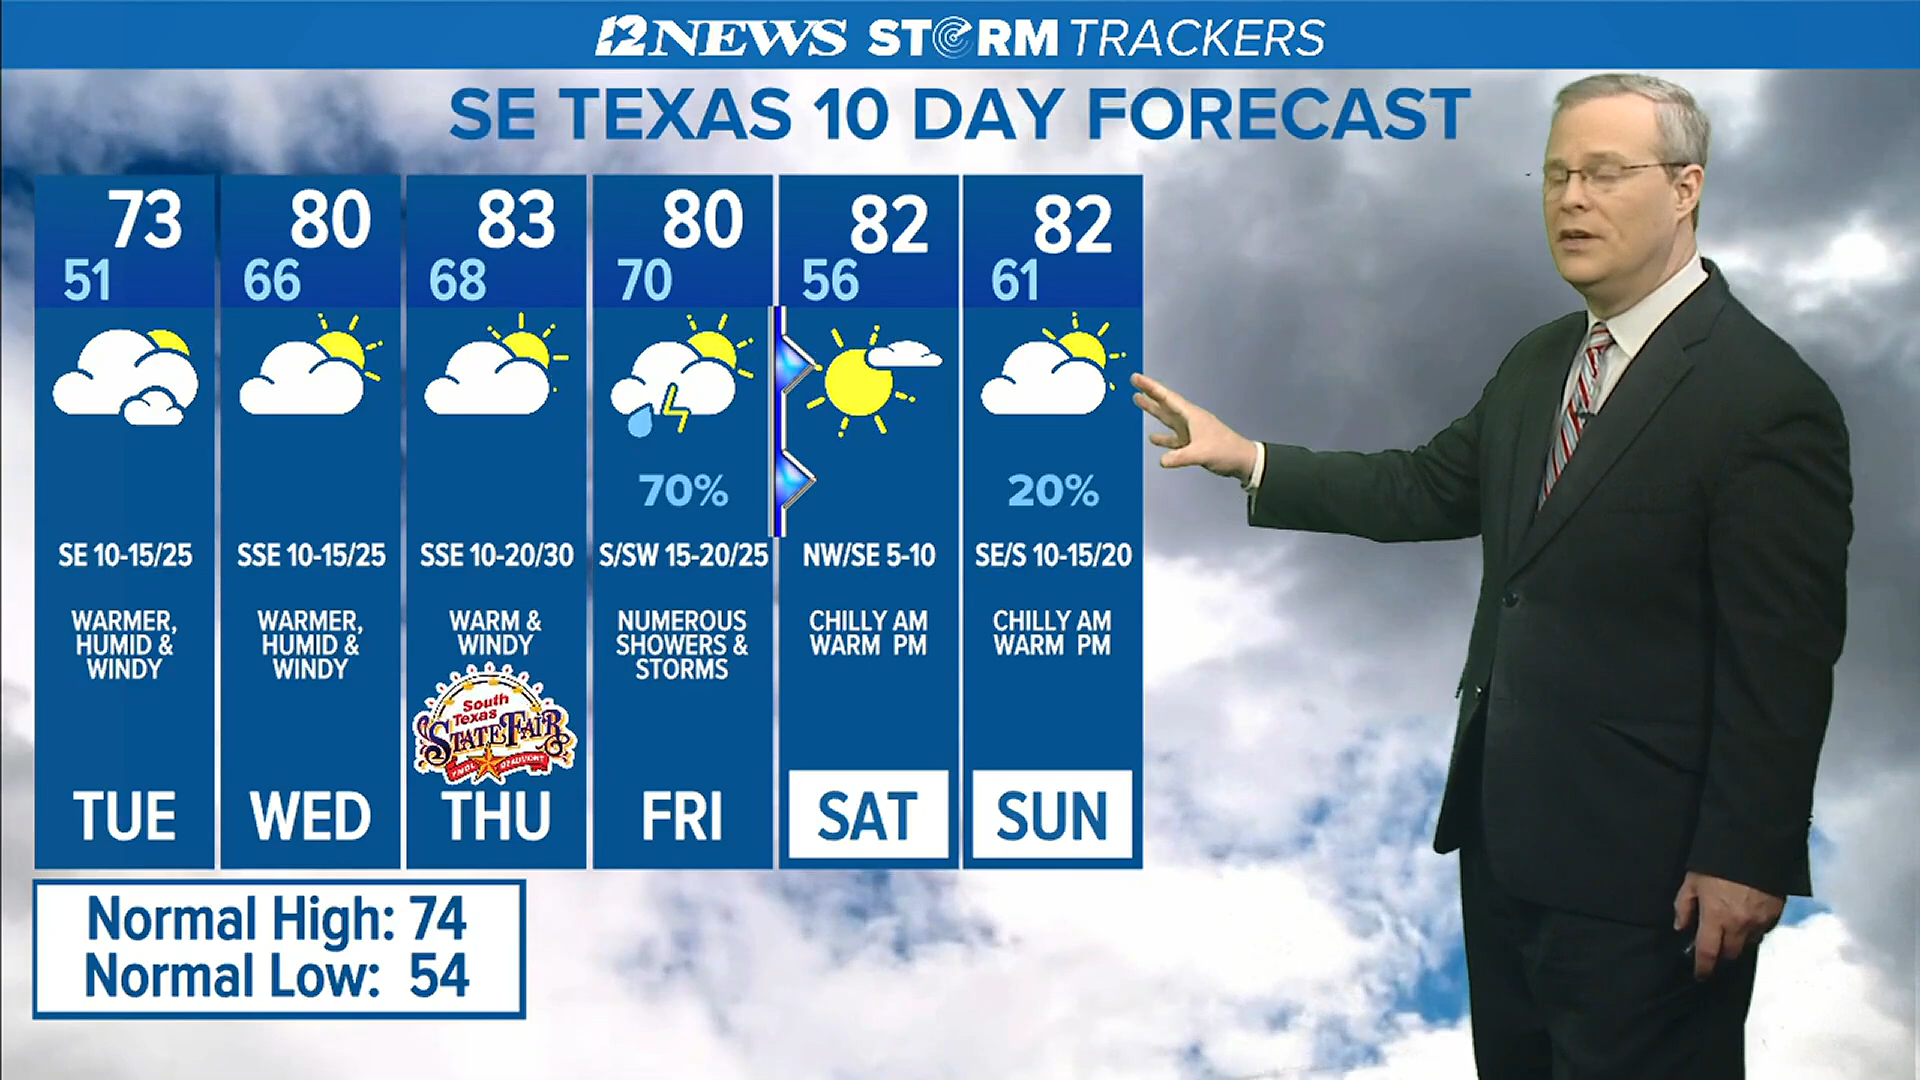 12NEWS STORM TRACKERS
SE TEXAS 10 DAY FORECAST
73
51
SE 10-15/25
WARMER,
HUMID &
WINDY
TUE
80
66
SSE 10-15/25
WARMER,
HUMID &
WINDY
WED
83
68
SSE 10-20/30
WARM &
WINDY
South
Texas
STATE FAIR
BEAUMONT
THU
80
70
70%
S/SW 15-20/25
NUMEROUS
SHOWERS &
STORMS
FRI
82
56
NW/SE 5-10
CHILLY AM
WARM PM
SAT
82
61
20%
SE/S 10-15/20
CHILLY AM
WARM PM
SUN
Normal High: 74
Normal Low: 54